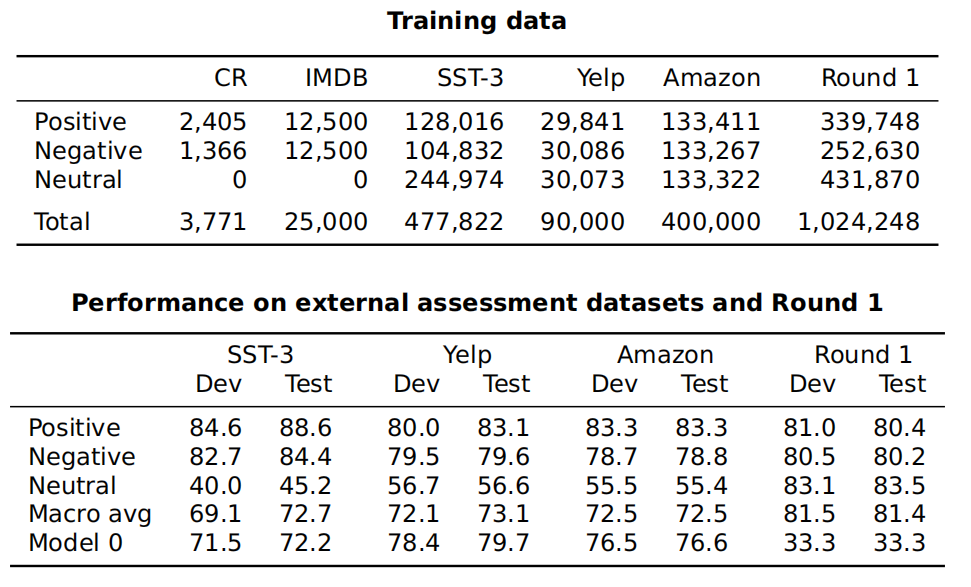 Training data
CR IMDB SST-3 Yelp Amazon Round 1
Positive 2,405 12,500 128,016 29,841 133,411 339,748
Negative 1,366 12,500 104,832 30,086 133,267 252,630
Neutral 0 0 244,974 30,073 133,322 431,870
Total 3,771 25,000 477,822 90,000 400,000 1,024,248
Performance on external assessment datasets and Round 1
SST-3 Yelp Amazon Round 1
Dev Test Dev Test Dev Test Dev Test
Positive 84.6 88.6 80.0 83.1 83.3 83.3 81.0 80.4
Negative 82.7 84.4 79.5 79.6 78.7 78.8 80.5 80.2
Neutral 40.0 45.2 56.7 56.6 55.5 55.4 83.1 83.5
Macro avg 69.1 72.7 72.1 73.1 72.5 72.5 81.5 81.4
Model 0 71.5 72.2 78.4 79.7 76.5 76.6 33.3 33.3